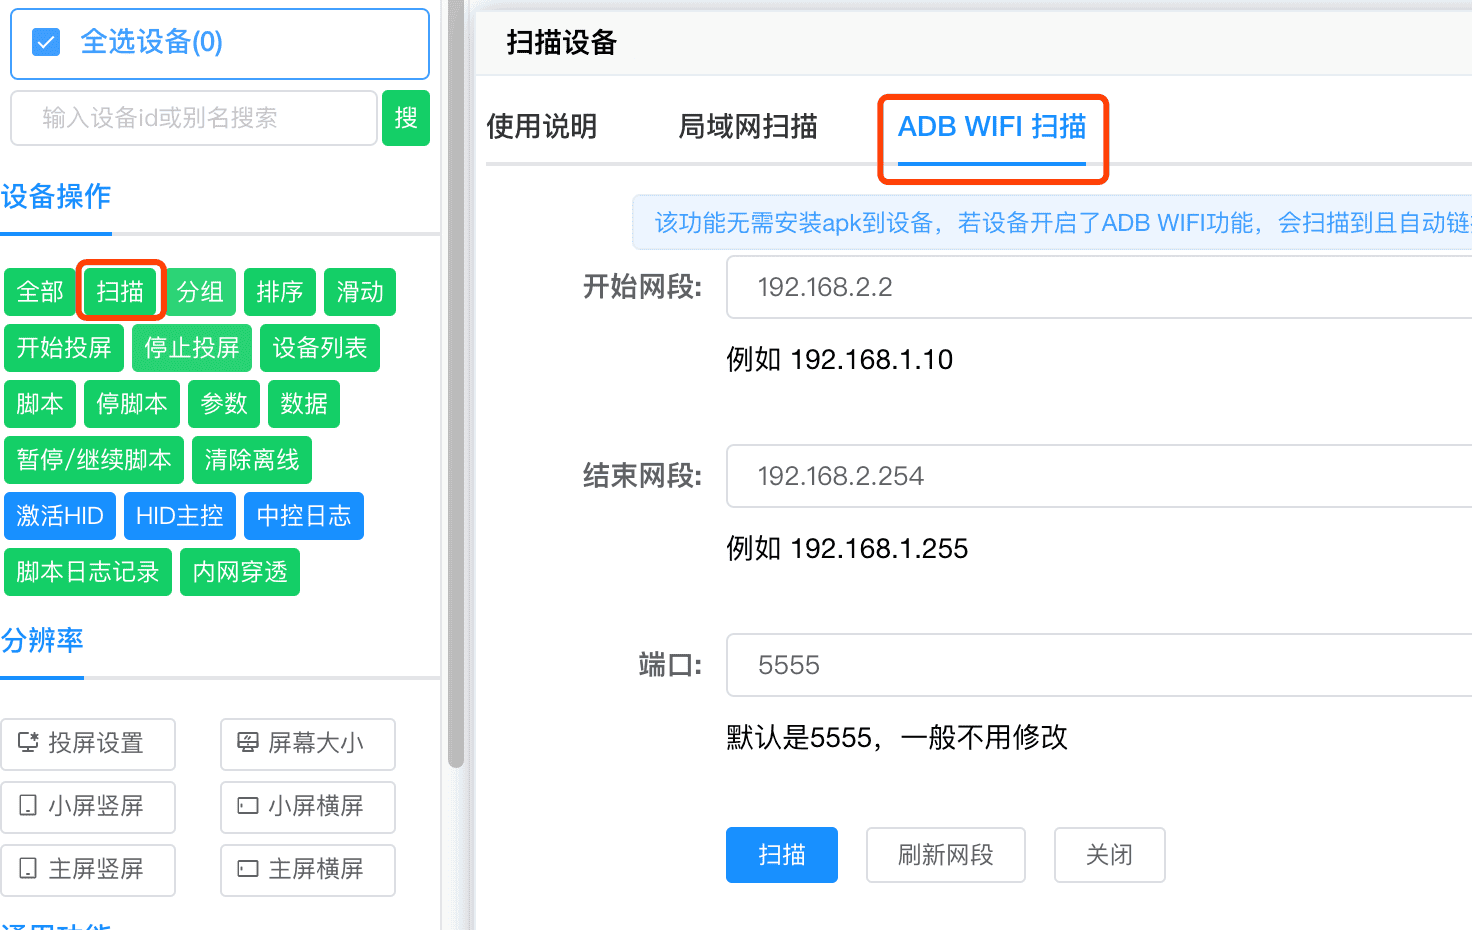 全选设备(0)
输入设备id或别名搜索
搜
设备操作
全部 扫描 分组 排序 滑动
开始投屏 停止投屏 设备列表
脚本 停脚本 参数 数据
暂停/继续脚本 清除离线
激活HID HID主控 中控日志
脚本日志记录 内网穿透
分辨率
投屏设置 屏幕大小
小屏竖屏 小屏横屏
主屏竖屏 主屏横屏
扫描设备
使用说明 局域网扫描 ADB WIFI 扫描
该功能无需安装apk到设备，若设备开启了ADB WIFI功能，会扫描到且自动链
开始网段: 192.168.2.2
例如 192.168.1.10
结束网段: 192.168.2.254
例如 192.168.1.255
端口: 5555
默认是5555，一般不用修改
扫描 刷新网段 关闭